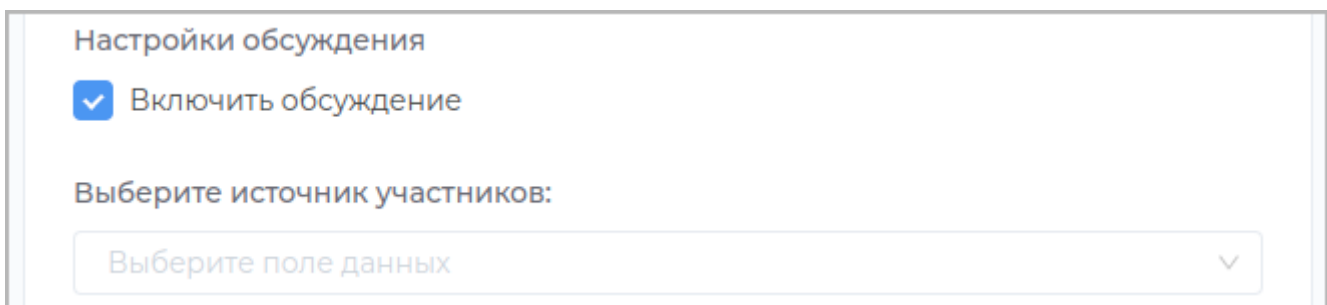 Настройки обсуждения
Включить обсуждение
Выберите источник участников:
Выберите поле данных